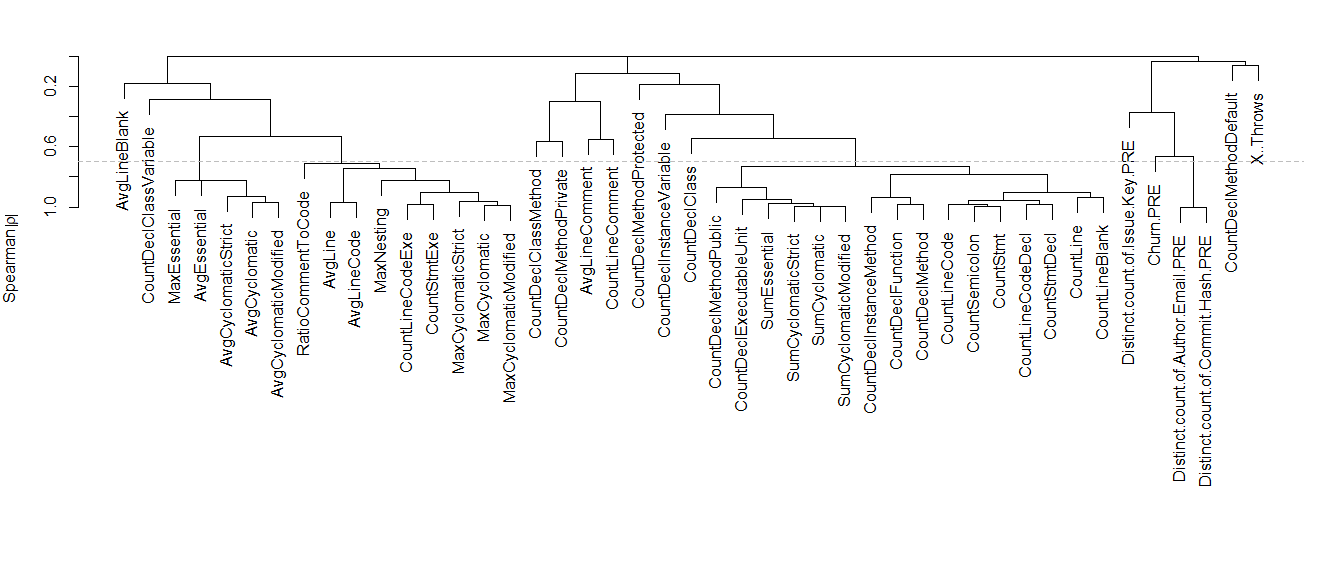 Spearman|ρ|
0.2
0.6
1.0
AvgLineBlank
CountDeclClassVariable
MaxEssential
AvgEssential
AvgCyclomaticStrict
AvgCyclomatic
AvgCyclomaticModified
RatioCommentToCode
AvgLine
AvgLineCode
MaxNesting
CountLineCodeExe
CountStmtExe
MaxCyclomaticStrict
MaxCyclomatic
MaxCyclomaticModified
CountDeclClassMethod
CountDeclMethodPrivate
AvgLineComment
CountLineComment
CountDeclMethodProtected
CountDeclInstanceVariable
CountDeclClass
CountDeclMethodPublic
CountDeclExecutableUnit
SumEssential
SumCyclomaticStrict
SumCyclomatic
SumCyclomaticModified
CountDeclInstanceMethod
CountDeclFunction
CountDeclMethod
CountLineCode
CountSemicolon
CountStmt
CountLineCodeDecl
CountStmtDecl
CountLine
CountLineBlank
Distinct.count.of.Issue.Key.PRE
Churn.PRE
Distinct.count.of.Author.Email.PRE
Distinct.count.of.Commit.Hash.PRE
CountDeclMethodDefault
X..Throws